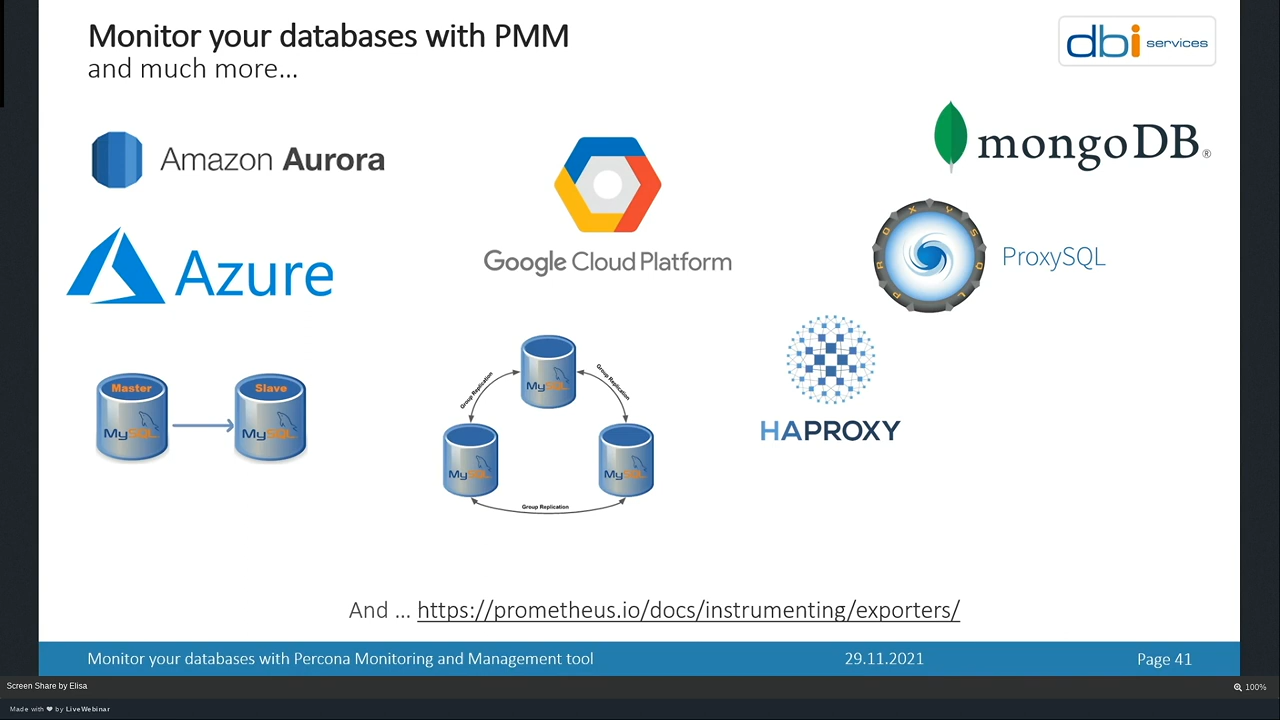 Monitor your databases with PMM
and much more...
dbi services
Amazon Aurora
Google Cloud Platform
mongoDB®
Azure
PROXYSQL
ProxySQL
Master
MySQL
Slave
MySQL
MySQL
Group Replication
Group Replication
MySQL
MySQL
Group Replication
HAPROXY
And ... https://prometheus.io/docs/instrumenting/exporters/
Monitor your databases with Percona Monitoring and Management tool
29.11.2021
Page 41
Screen Share by Elisa
100%
Made with ❤ by LiveWebinar